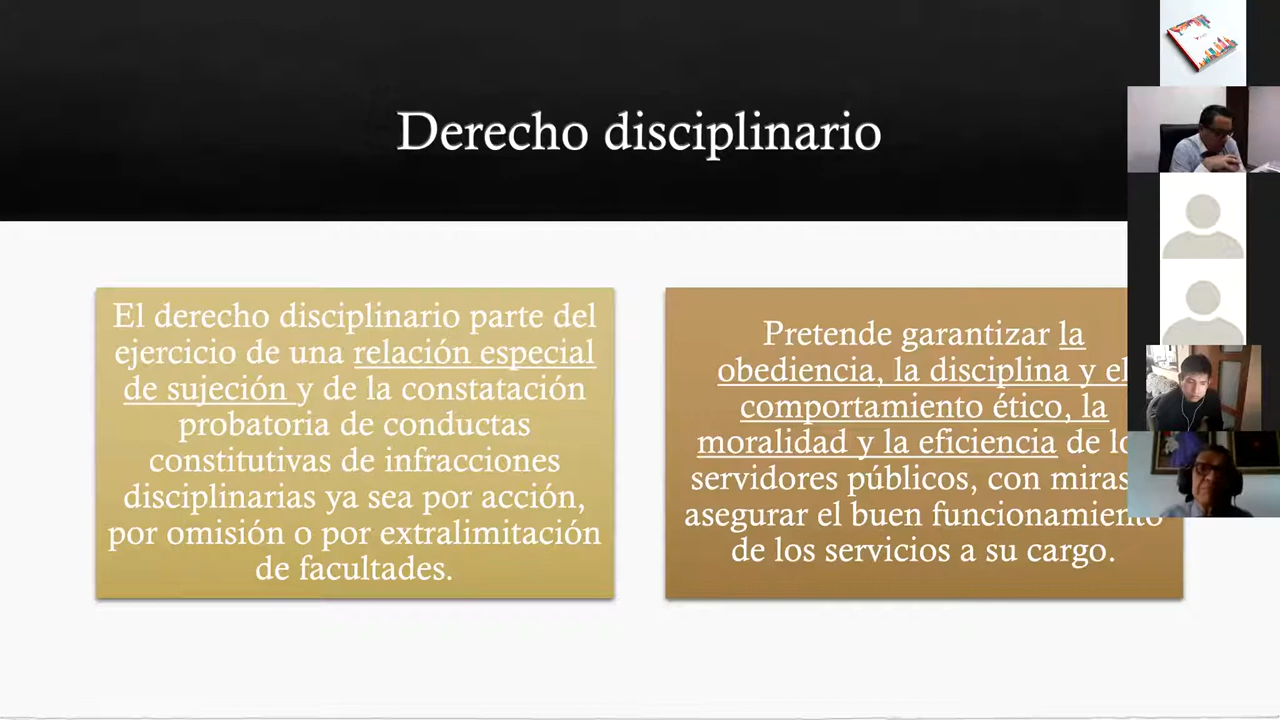 Derecho disciplinario
El derecho disciplinario parte del
ejercicio de una relación especial
de sujeción y de la constatación
probatoria de conductas
constitutivas de infracciones
disciplinarias ya sea por acción,
por omisión o por extralimitación
de facultades.
Pretende garantizar la
obediencia, la disciplina y el
comportamiento ético, la
moralidad y la eficiencia de
servidores públicos, con miras
asegurar el buen funcionamiento
de los servicios a su cargo.